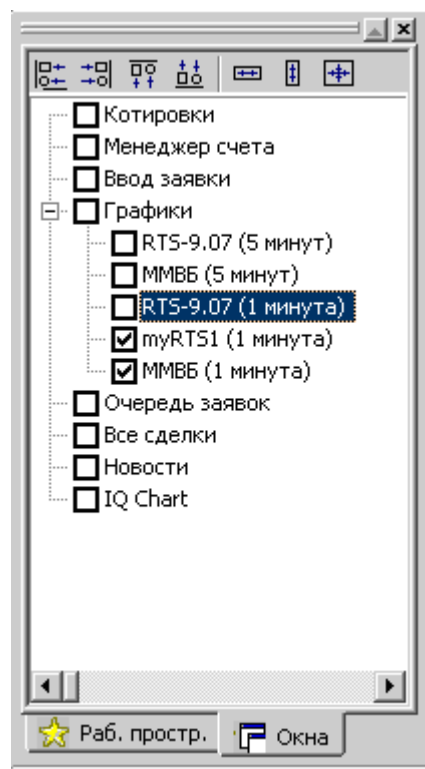 Котировки
Менеджер счета
Ввод заявки
Графики
RTS-9.07 (5 минут)
ММВБ (5 минут)
RTS-9.07 (1 минута)
myRTS1 (1 минута)
ММВБ (1 минута)
Очередь заявок
Все сделки
Новости
IQ Chart
Раб. простр. Окна